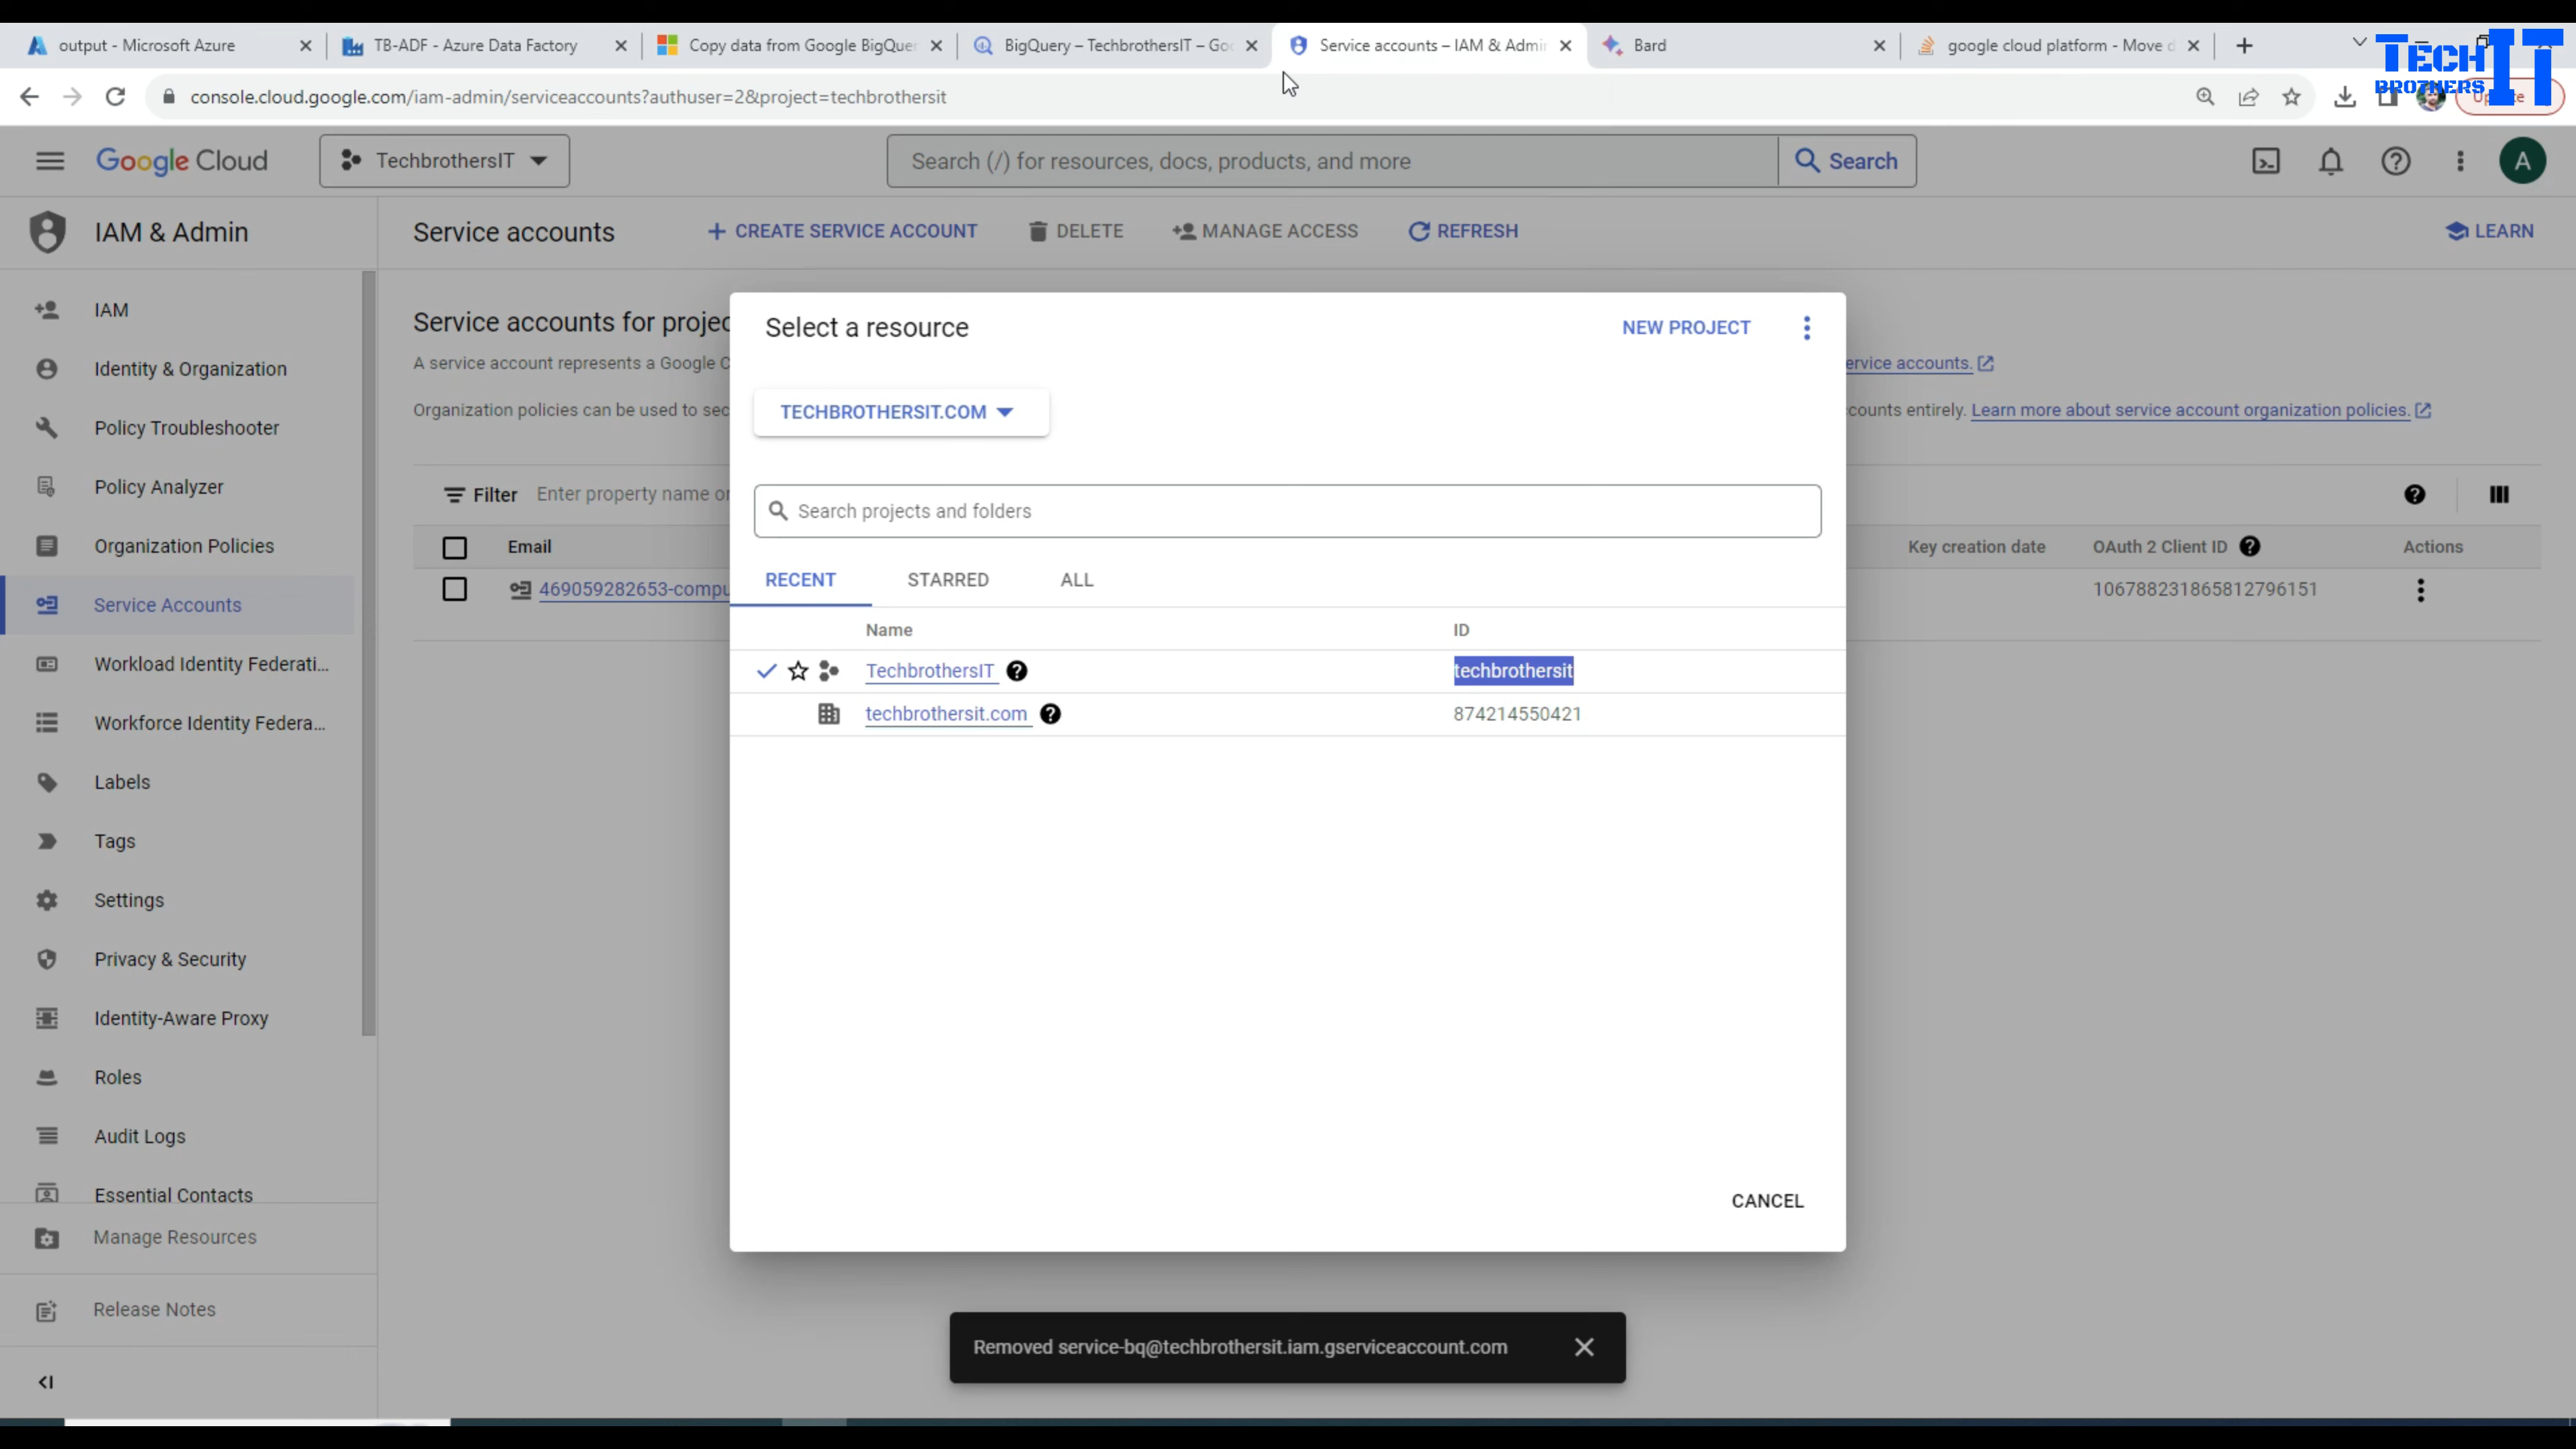 output - Microsoft Azure
TB-ADF - Azure Data Factory
Copy data from Google BigQuer
BigQuery – TechbrothersIT – Goo
Service accounts – IAM & Admin
Bard
google cloud platform - Move d
TECH IT
BROTHERS
console.cloud.google.com/iam-admin/serviceaccounts?authuser=2&project=techbrothersit
Google Cloud
TechbrothersIT
Search (/) for resources, docs, products, and more
Search
A
IAM & Admin
Service accounts
+ CREATE SERVICE ACCOUNT
DELETE
MANAGE ACCESS
REFRESH
LEARN
IAM
Identity & Organization
Policy Troubleshooter
Policy Analyzer
Organization Policies
Service Accounts
Workload Identity Federati...
Workforce Identity Federa...
Labels
Tags
Settings
Privacy & Security
Identity-Aware Proxy
Roles
Audit Logs
Essential Contacts
Manage Resources
Release Notes
Service accounts for projec
A service account represents a Google C
ervice accounts.
Organization policies can be used to sec
counts entirely. Learn more about service account organization policies.
Filter
Enter property name or
Email
Key creation date
OAuth 2 Client ID
Actions
469059282653-compu
106788231865812796151
Select a resource
NEW PROJECT
TECHBROTHERSIT.COM
Search projects and folders
RECENT
STARRED
ALL
Name
ID
TechbrothersIT
techbrothersit
techbrothersit.com
874214550421
CANCEL
Removed service-bq@techbrothersit.iam.gserviceaccount.com